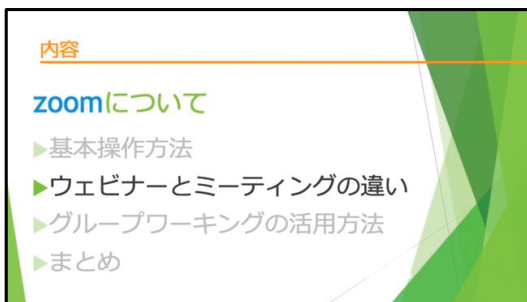 内容
zoomについて
▶基本操作方法
▶ウェビナーとミーティングの違い
▶グループワーキングの活用方法
▶まとめ